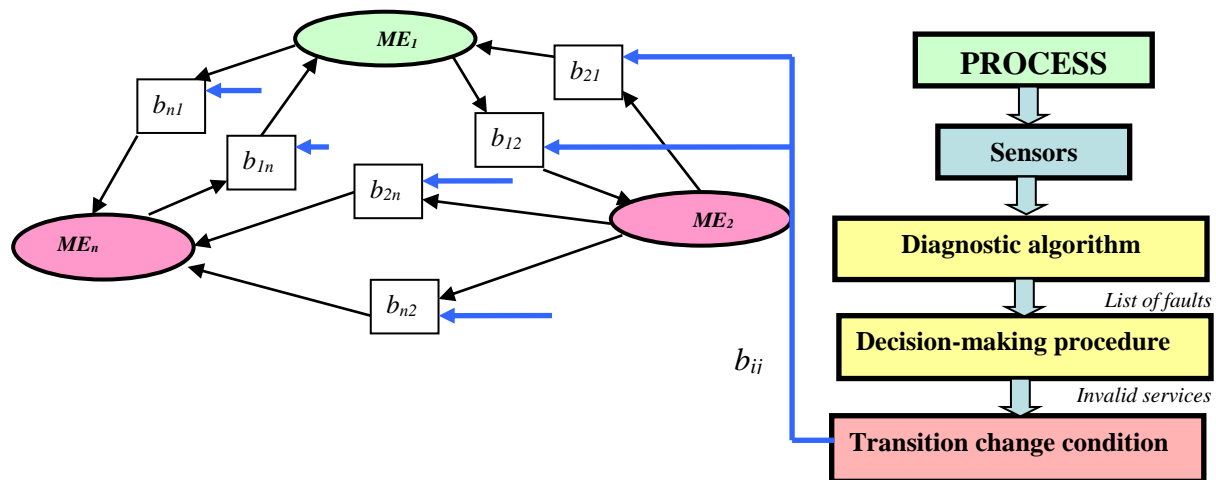 ME₁
b₂₁
bₙ₁
b₁₂
b₁ₙ
b₂ₙ
ME₂
MEₙ
bₙ₂
bᵢⱼ
PROCESS
Sensors
Diagnostic algorithm
List of faults
Decision-making procedure
Invalid services
Transition change condition